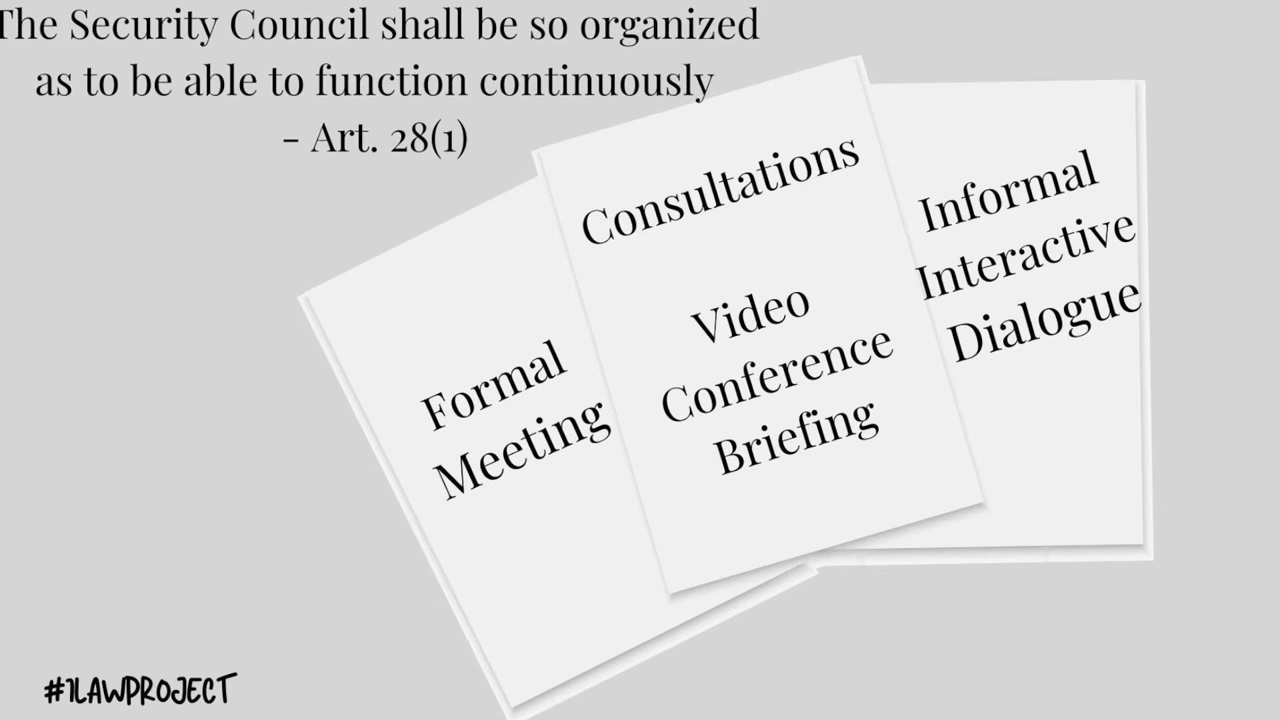 The Security Council shall be so organized
as to be able to function continuously
- Art. 28(1)
Formal
Meeting
Consultations
Video
Conference
Briefing
Informal
Interactive
Dialogue
#1LAWPROJECT